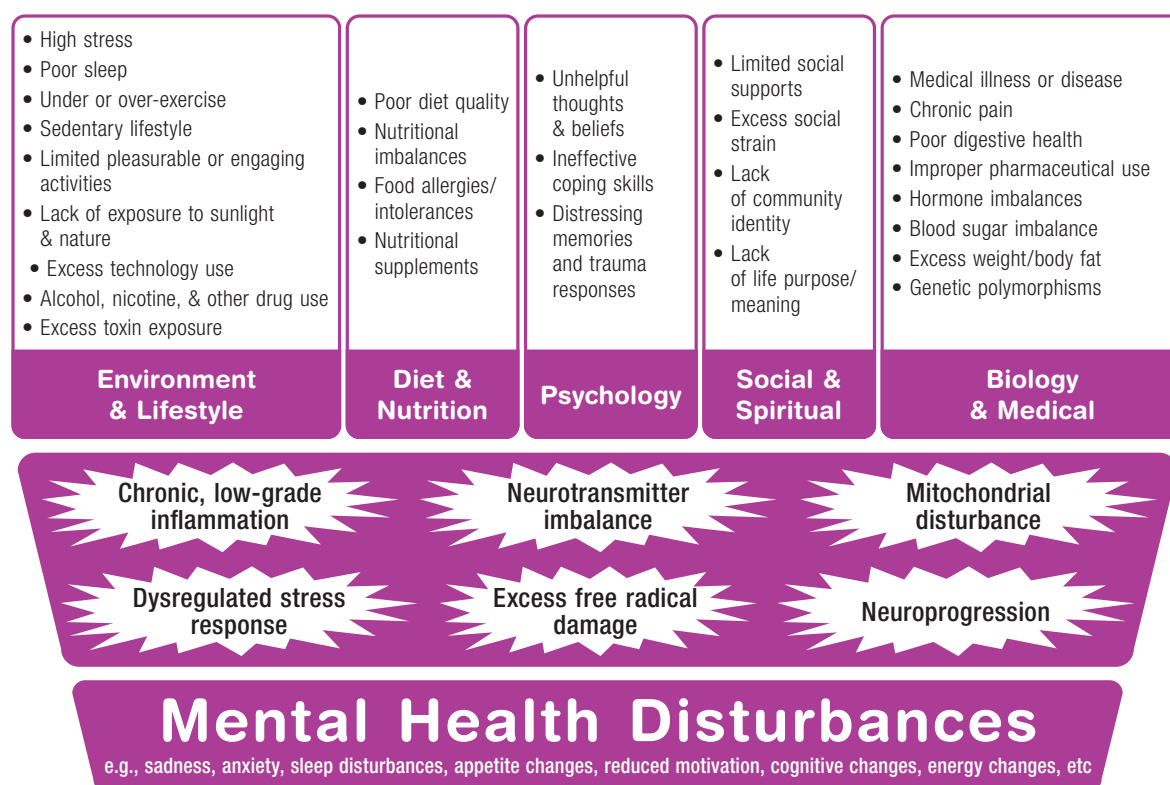 • High stress
• Poor sleep
• Under or over-exercise
• Sedentary lifestyle
• Limited pleasurable or engaging
activities
• Lack of exposure to sunlight
& nature
• Excess technology use
• Alcohol, nicotine, & other drug use
• Excess toxin exposure
Environment
& Lifestyle
• Poor diet quality
• Nutritional
imbalances
• Food allergies/
intolerances
• Nutritional
supplements
Diet &
Nutrition
• Unhelpful
thoughts
& beliefs
• Ineffective
coping skills
• Distressing
memories
and trauma
responses
Psychology
• Limited social
supports
• Excess social
strain
• Lack
of community
identity
• Lack
of life purpose/
meaning
Social &
Spiritual
• Medical illness or disease
• Chronic pain
• Poor digestive health
• Improper pharmaceutical use
• Hormone imbalances
• Blood sugar imbalance
• Excess weight/body fat
• Genetic polymorphisms
Biology
& Medical
Chronic, low-grade
inflammation
Neurotransmitter
imbalance
Mitochondrial
disturbance
Dysregulated stress
response
Excess free radical
damage
Neuroprogression
Mental Health Disturbances
e.g., sadness, anxiety, sleep disturbances, appetite changes, reduced motivation, cognitive changes, energy changes, etc